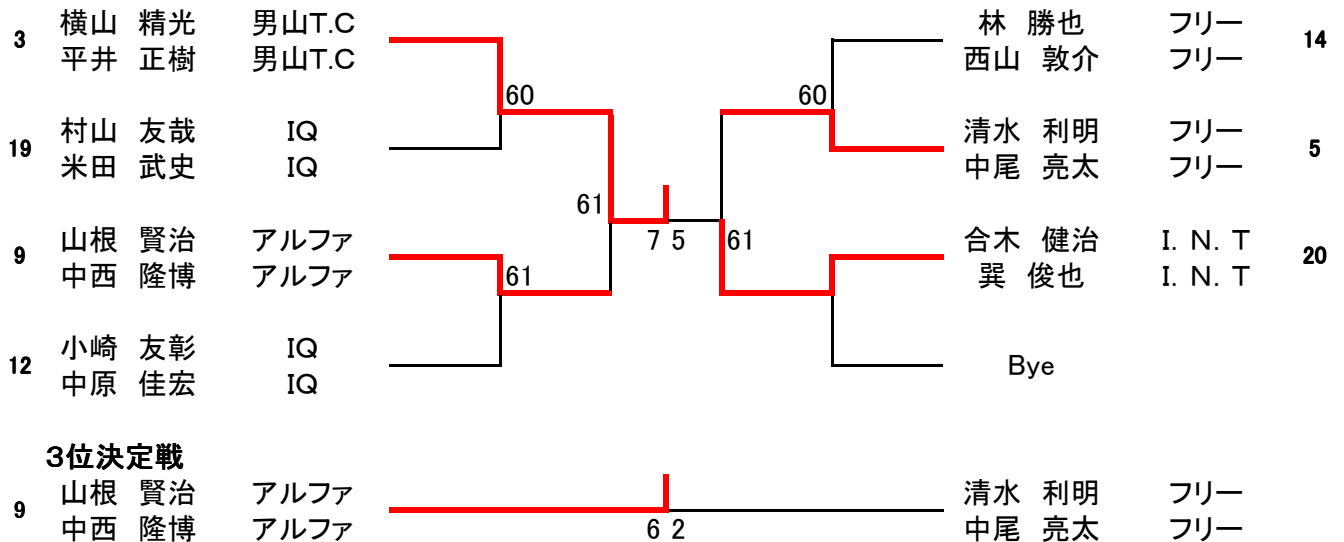 3 横山 精光 男山T.C
平井 正樹 男山T.C
60
19 村山 友哉 IQ
米田 武史 IQ
61
9 山根 賢治 アルファ
中西 隆博 アルファ
61
12 小崎 友彰 IQ
中原 佳宏 IQ
7 5
林 勝也 フリー 14
西山 敦介 フリー
60
清水 利明 フリー 5
中尾 亮太 フリー
61
合木 健治 I. N. T 20
巽 俊也 I. N. T
Bye
3位決定戦
9 山根 賢治 アルファ
中西 隆博 アルファ
6 2
清水 利明 フリー
中尾 亮太 フリー